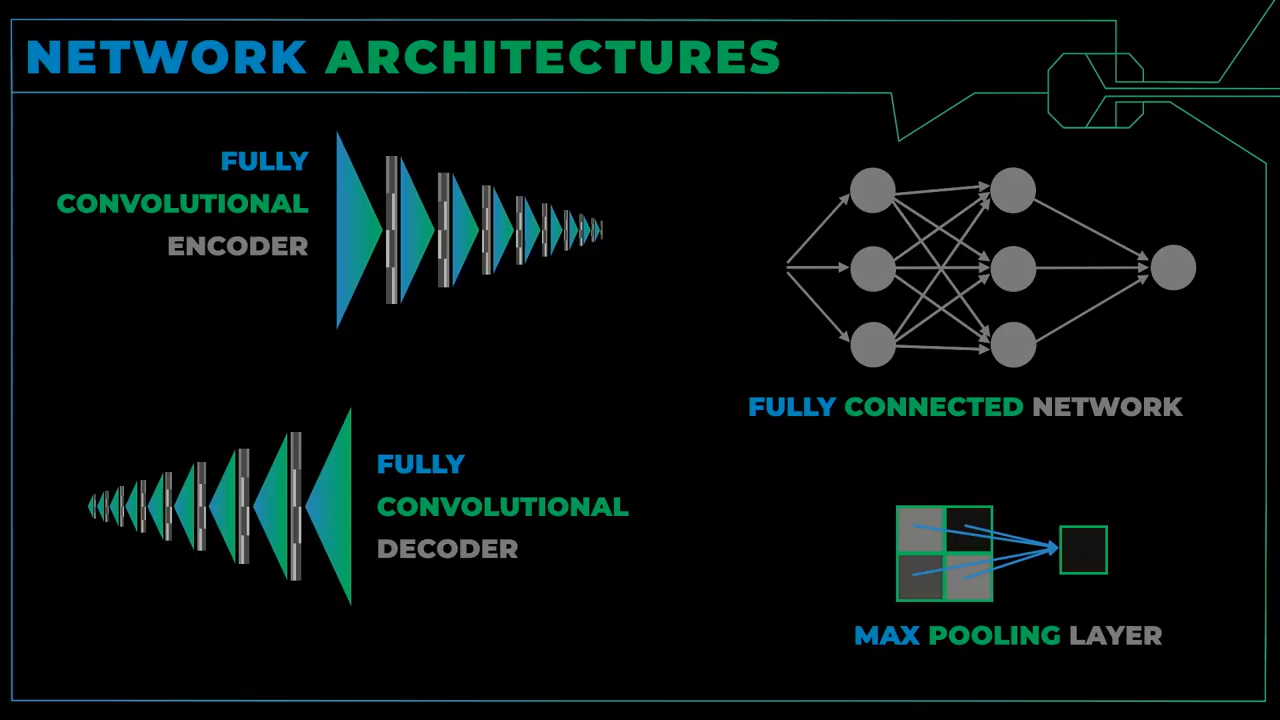 NETWORK ARCHITECTURES
FULLY
CONVOLUTIONAL
ENCODER
FULLY CONNECTED NETWORK
FULLY
CONVOLUTIONAL
DECODER
MAX POOLING LAYER